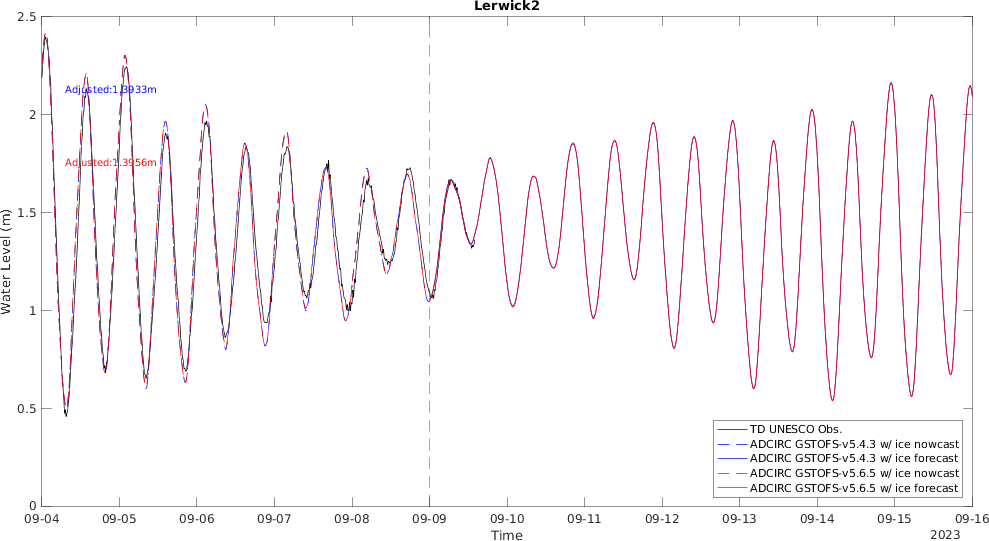 Lerwick2
2.5
2
1.5
1
0.5
0
Water Level (m)
Adjusted:1.3933m
Adjusted:1.3956m
TD UNESCO Obs.
ADCIRC GSTOFS-v5.4.3 w/ ice nowcast
ADCIRC GSTOFS-v5.4.3 w/ ice forecast
ADCIRC GSTOFS-v5.6.5 w/ ice nowcast
ADCIRC GSTOFS-v5.6.5 w/ ice forecast
09-04 09-05 09-06 09-07 09-08 09-09 09-10 09-11 09-12 09-13 09-14 09-15 09-16
Time
2023